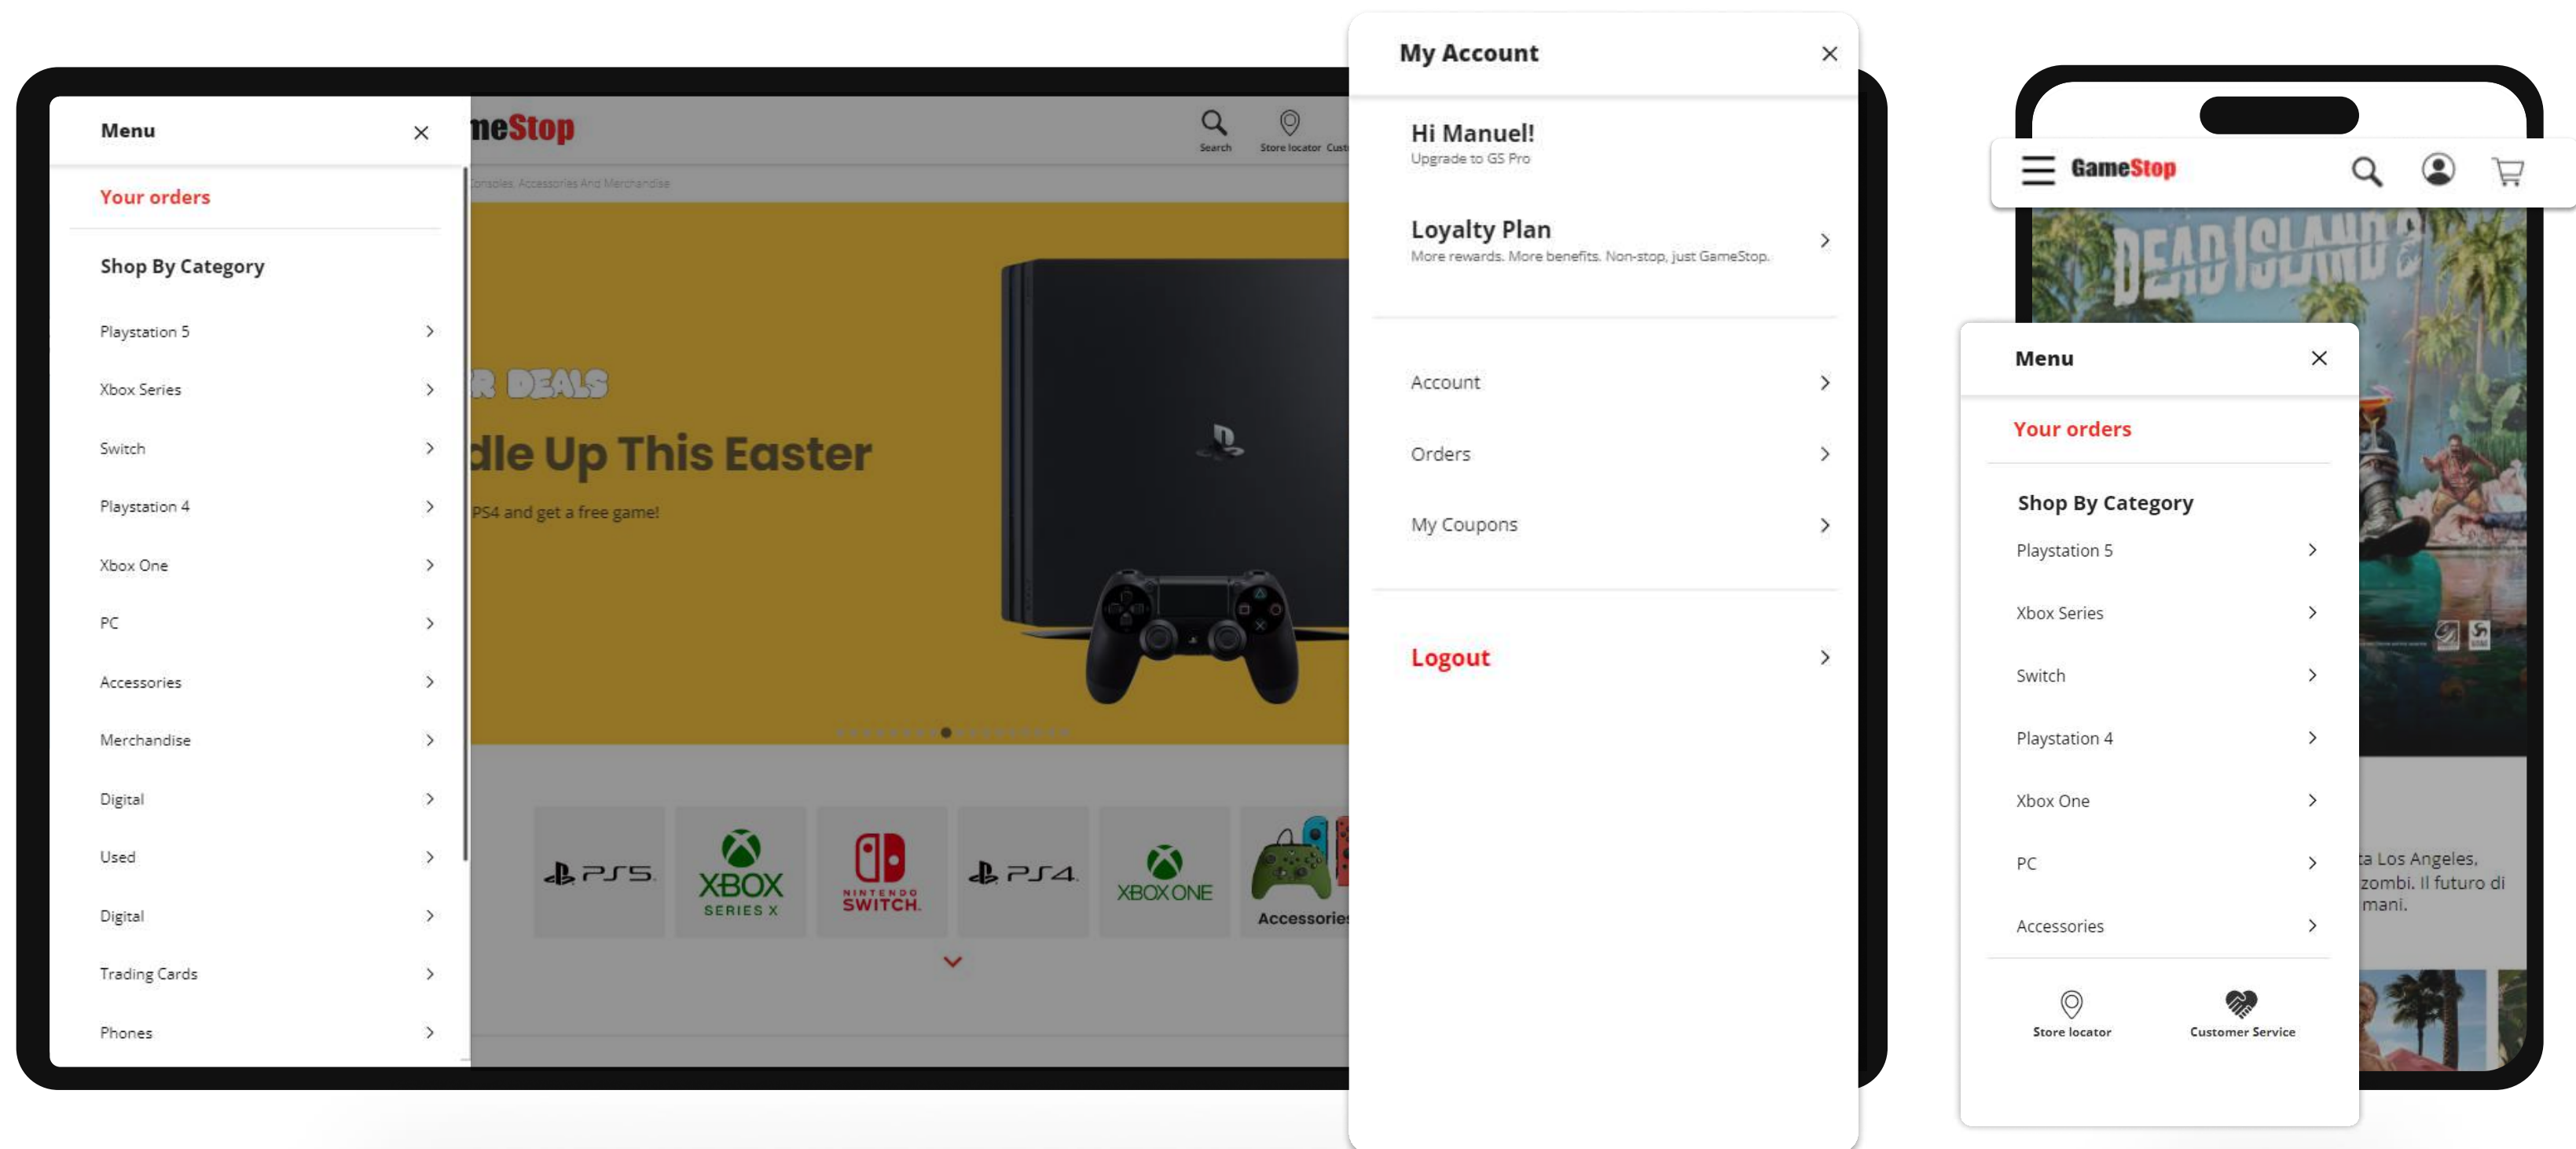 Menu
Your orders
Shop By Category
Playstation 5
Xbox Series
Switch
Playstation 4
Xbox One
PC
Accessories
Merchandise
Digital
Used
Digital
Trading Cards
Phones
meStop
Search
Store locator
Cust
Consoles, Accessories And Merchandise
R DEALS
dle Up This Easter
PS4 and get a free game!
PS5
XBOX
SERIES X
NINTENDO
SWITCH
PS4
XBOX ONE
Accessories
My Account
Hi Manuel!
Upgrade to GS Pro
Loyalty Plan
More rewards. More benefits. Non-stop, just GameStop.
Account
Orders
My Coupons
Logout
GameStop
DEAD ISLAND 2
Menu
Your orders
Shop By Category
Playstation 5
Xbox Series
Switch
Playstation 4
Xbox One
PC
Accessories
Store locator
Customer Service
ta Los Angeles,
zombi. Il futuro di
mani.